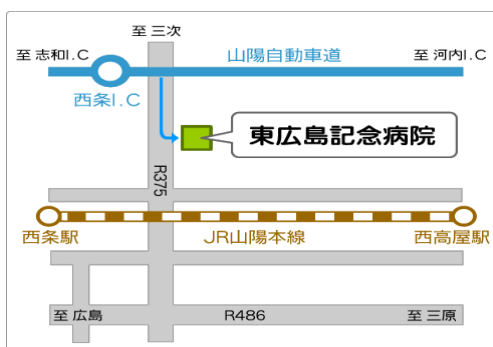 至 三次
至 志和I.C
山陽自動車道
至 河内I.C
西条I.C
東広島記念病院
R375
西条駅
JR山陽本線
西高屋駅
至 広島
R486
至 三原